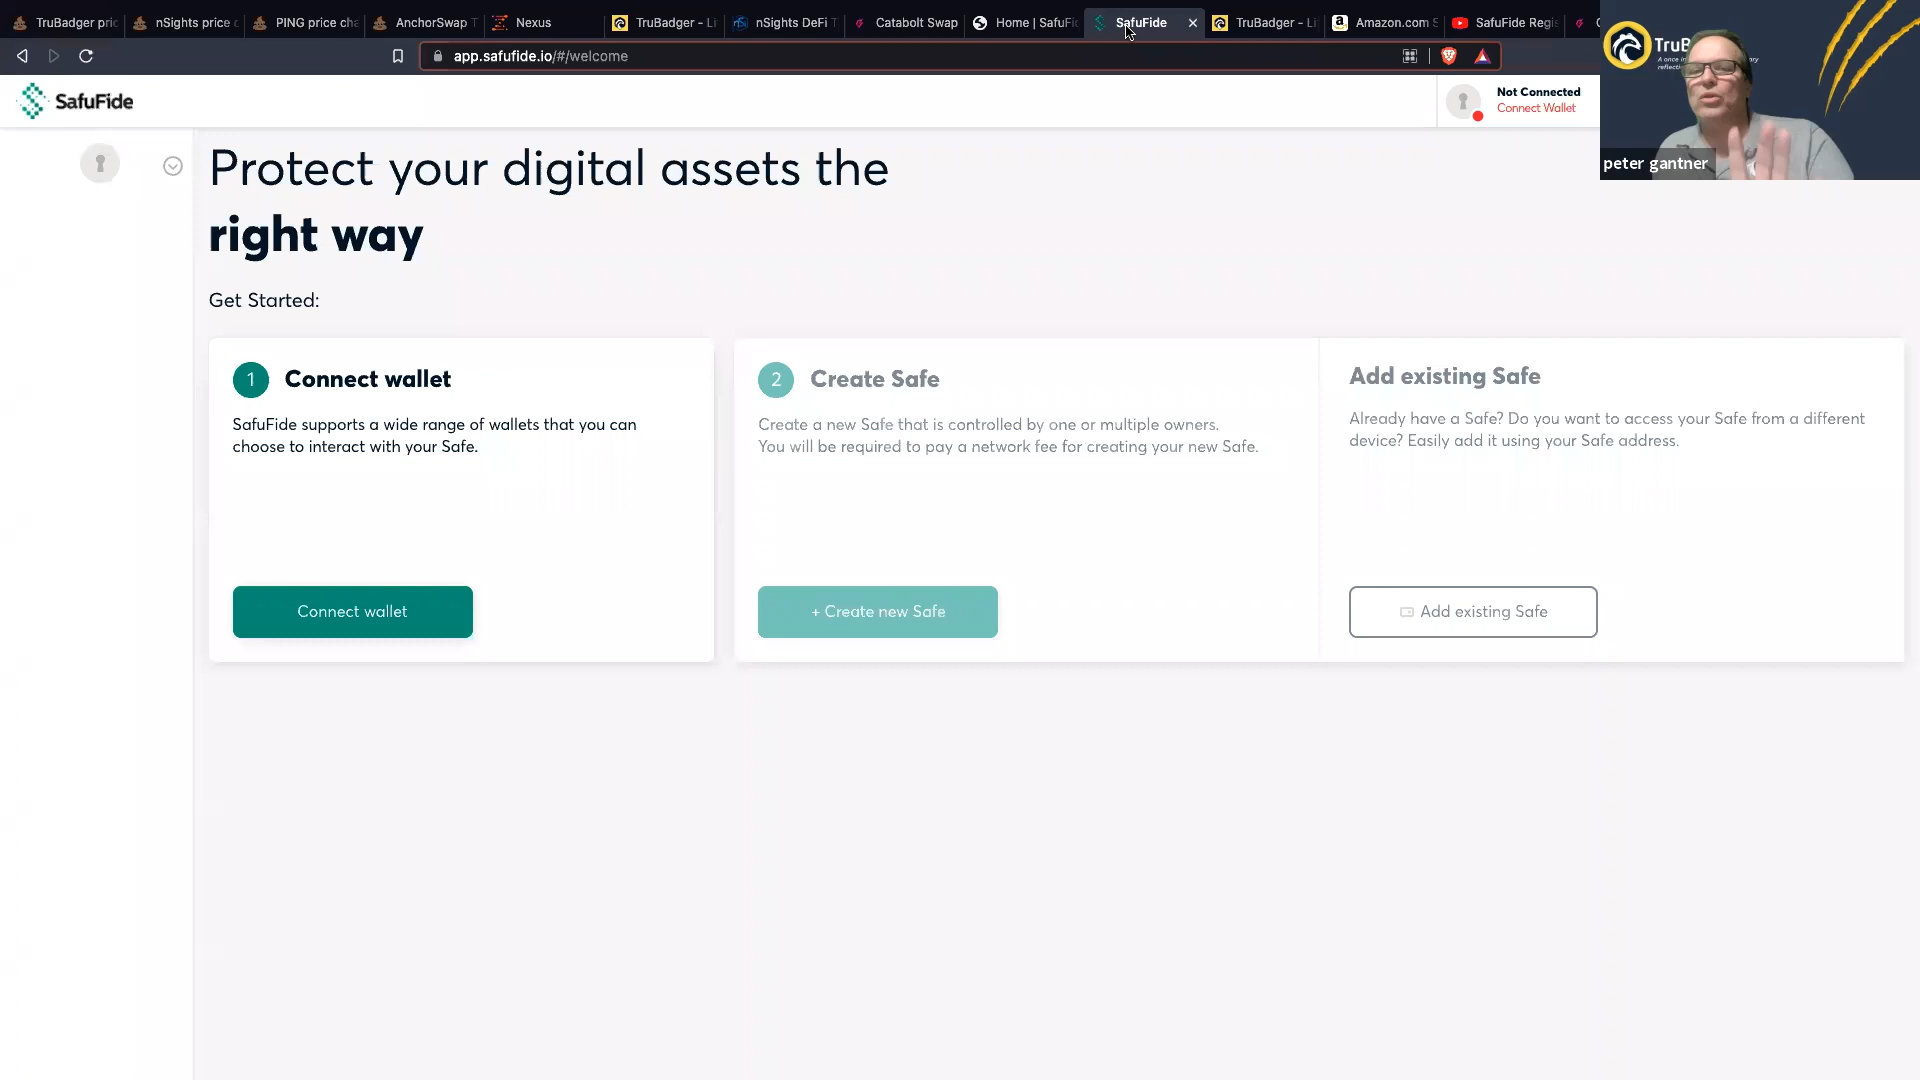 TruBadger pric
nSights price c
PING price cha
AnchorSwap T
Nexus
TruBadger - Li
nSights DeFi T
Catabolt Swap
Home | SafuFic
SafuFide
TruBadger - Li
Amazon.com S
SafuFide Regis
app.safufide.io/#/welcome
SafuFide
Not Connected
Connect Wallet
peter gantner
Protect your digital assets the
right way
Get Started:
1 Connect wallet
SafuFide supports a wide range of wallets that you can
choose to interact with your Safe.
Connect wallet
2 Create Safe
Create a new Safe that is controlled by one or multiple owners.
You will be required to pay a network fee for creating your new Safe.
+ Create new Safe
Add existing Safe
Already have a Safe? Do you want to access your Safe from a different
device? Easily add it using your Safe address.
Add existing Safe